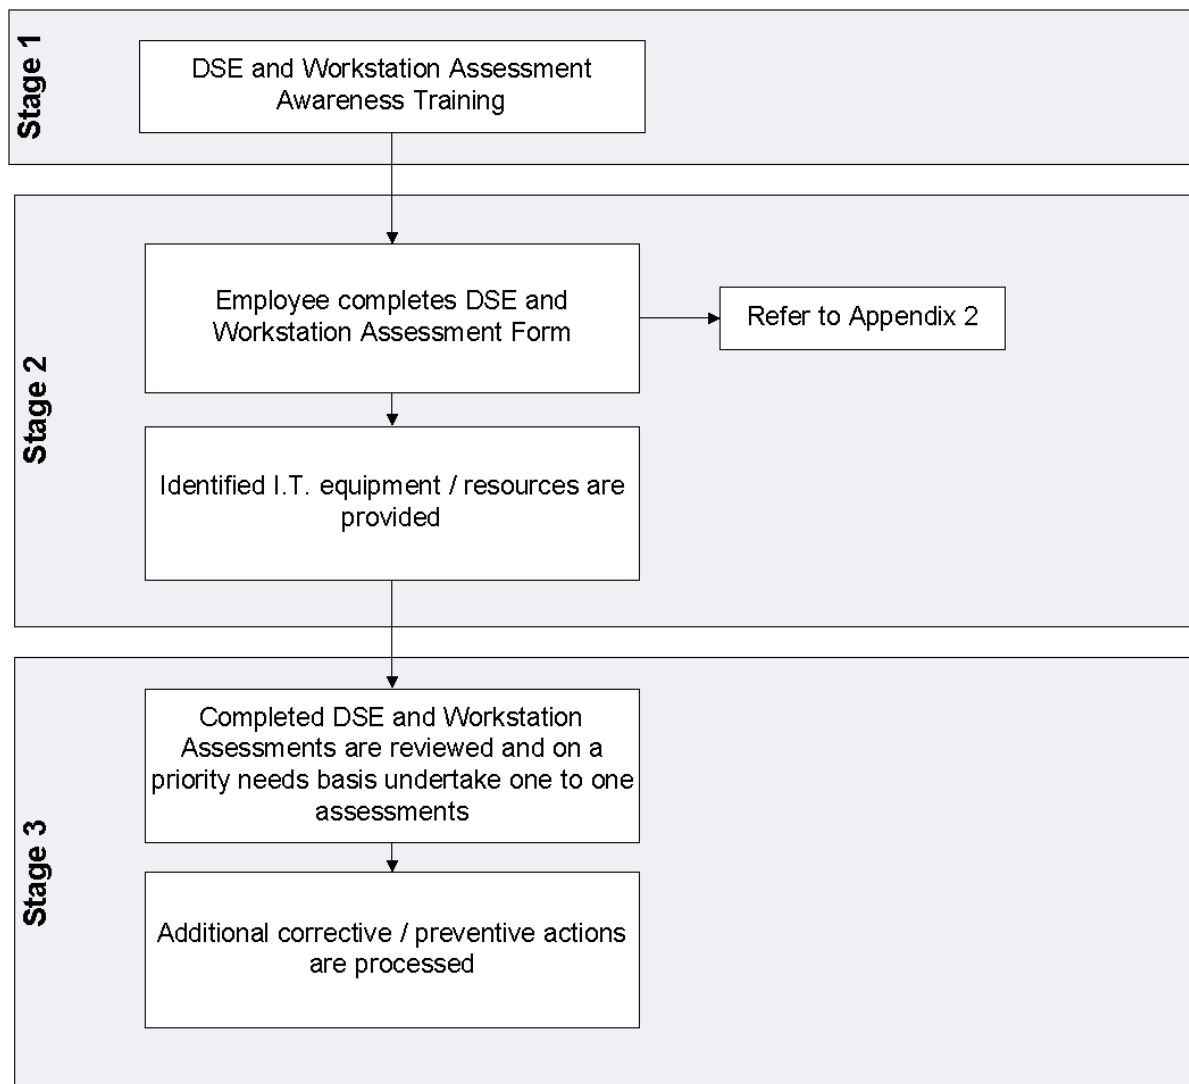 Stage 1
DSE and Workstation Assessment
Awareness Training
Stage 2
Employee completes DSE and
Workstation Assessment Form
Refer to Appendix 2
Identified I.T. equipment / resources are
provided
Stage 3
Completed DSE and Workstation
Assessments are reviewed and on a
priority needs basis undertake one to one
assessments
Additional corrective / preventive actions
are processed